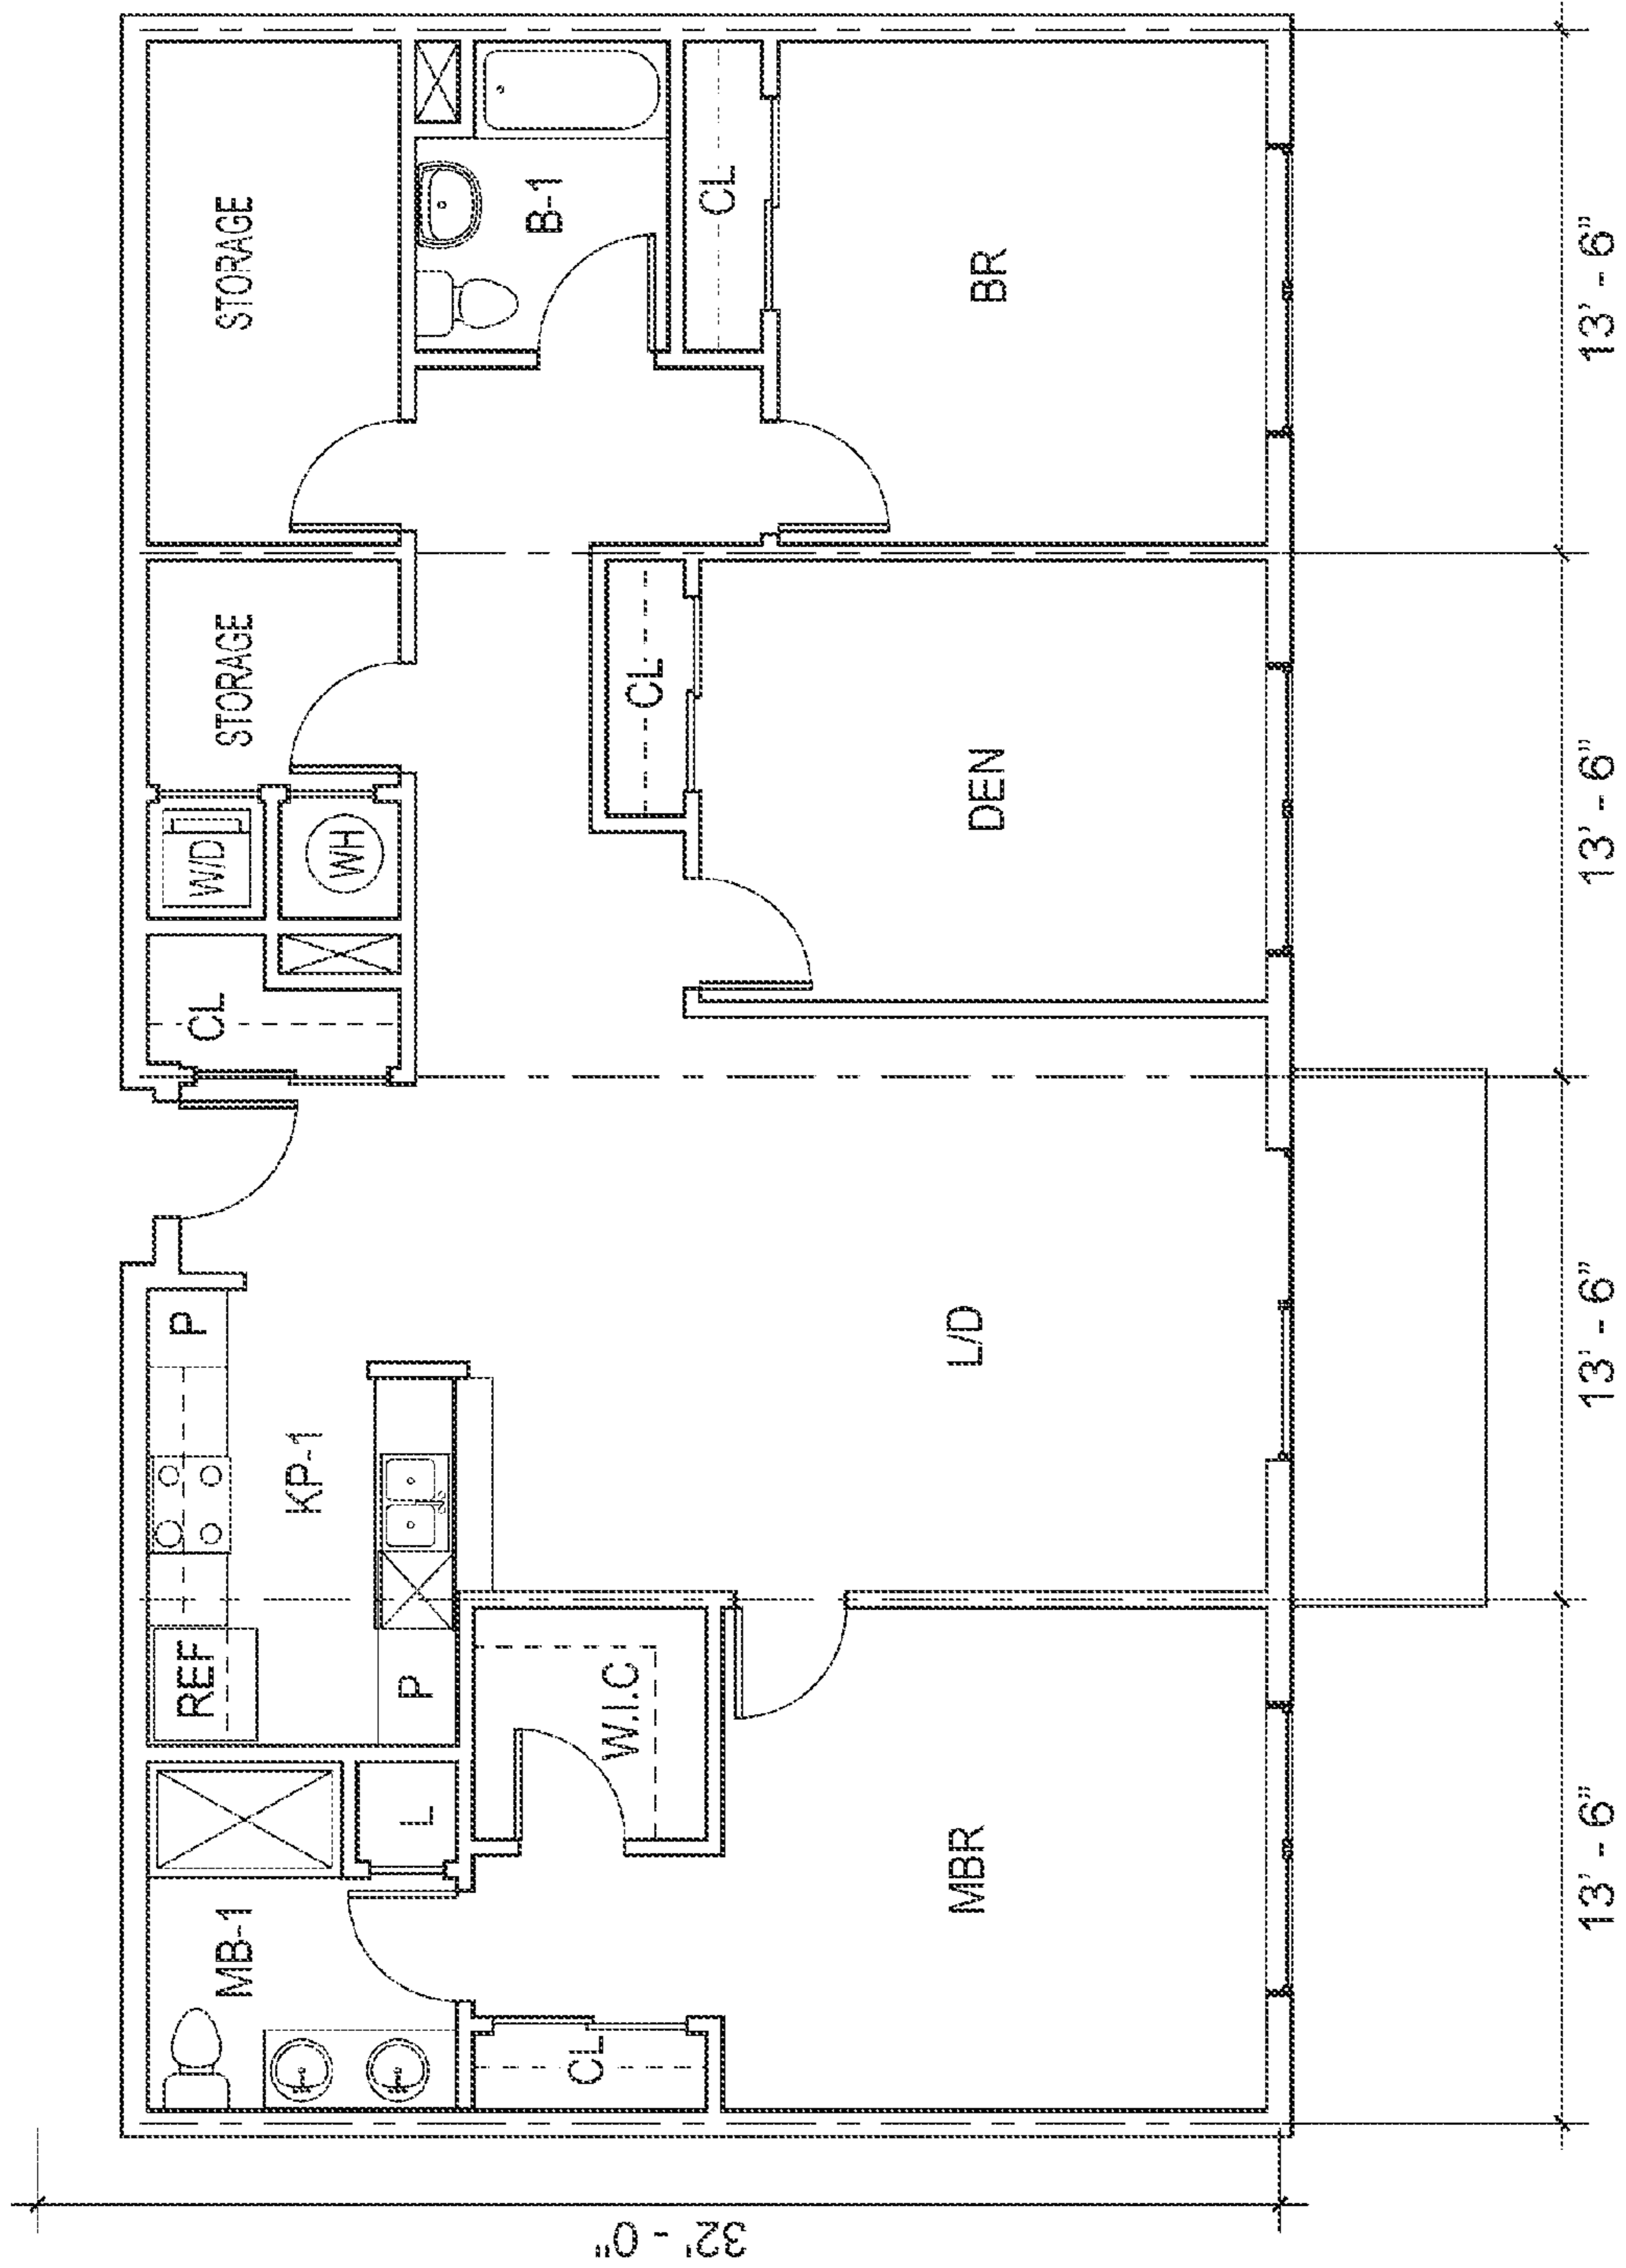 MB-1
REF
P
STORAGE
STORAGE
W/D
CL
WH
KP-1
L
P
B-1
CL
W.I.C
CL
CL
MBR
L/D
DEN
BR
32' - 0"
13' - 6"
13' - 6"
13' - 6"
13' - 6"